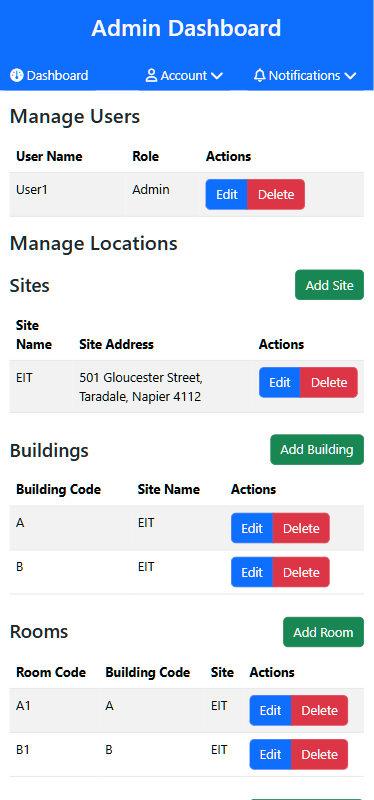 Admin Dashboard
Dashboard Account Notifications
Manage Users
User Name Role Actions
User1 Admin Edit Delete
Manage Locations
Sites Add Site
Site
Name Site Address Actions
EIT 501 Gloucester Street, Edit Delete
Taradale, Napier 4112
Buildings Add Building
Building Code Site Name Actions
A EIT Edit Delete
B EIT Edit Delete
Rooms Add Room
Room Code Building Code Site Actions
A1 A EIT Edit Delete
B1 B EIT Edit Delete